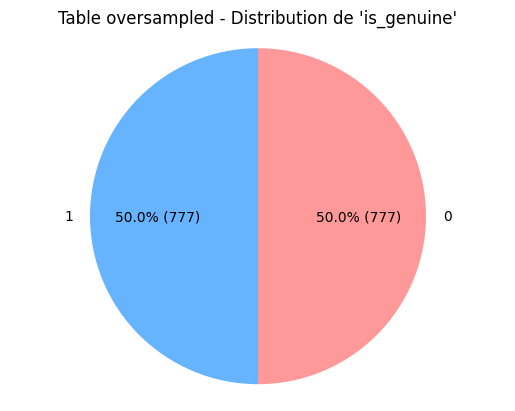 Table oversampled - Distribution de 'is_genuine'
1
50.0% (777)
50.0% (777)
0